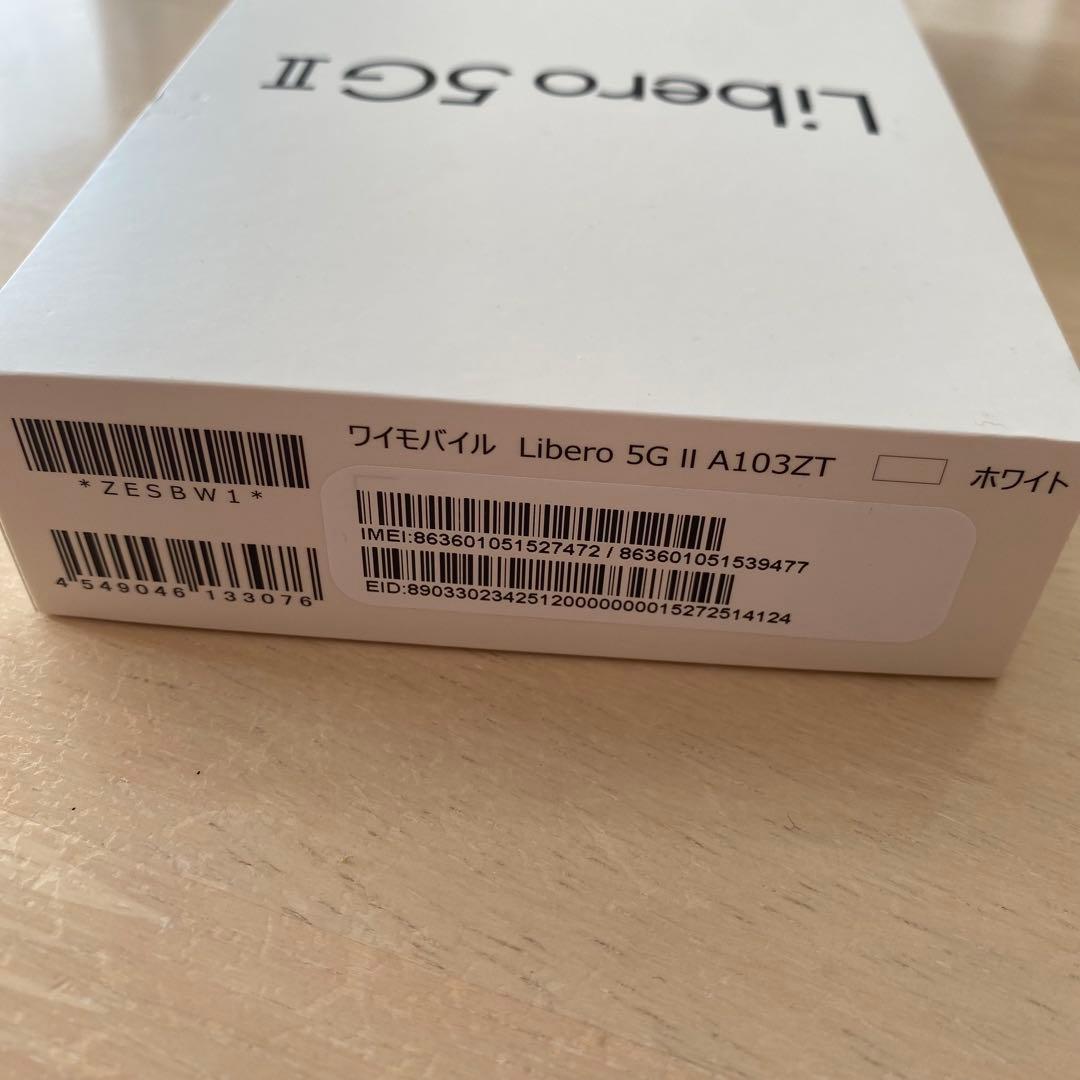 Libero 5G II
ワイモバイル Libero 5G II A103ZT ホワイト
*ZESBW1*
IMEI:863601051527472 / 863601051539477
4 549046 133076
EID:89033023425120000000015272514124